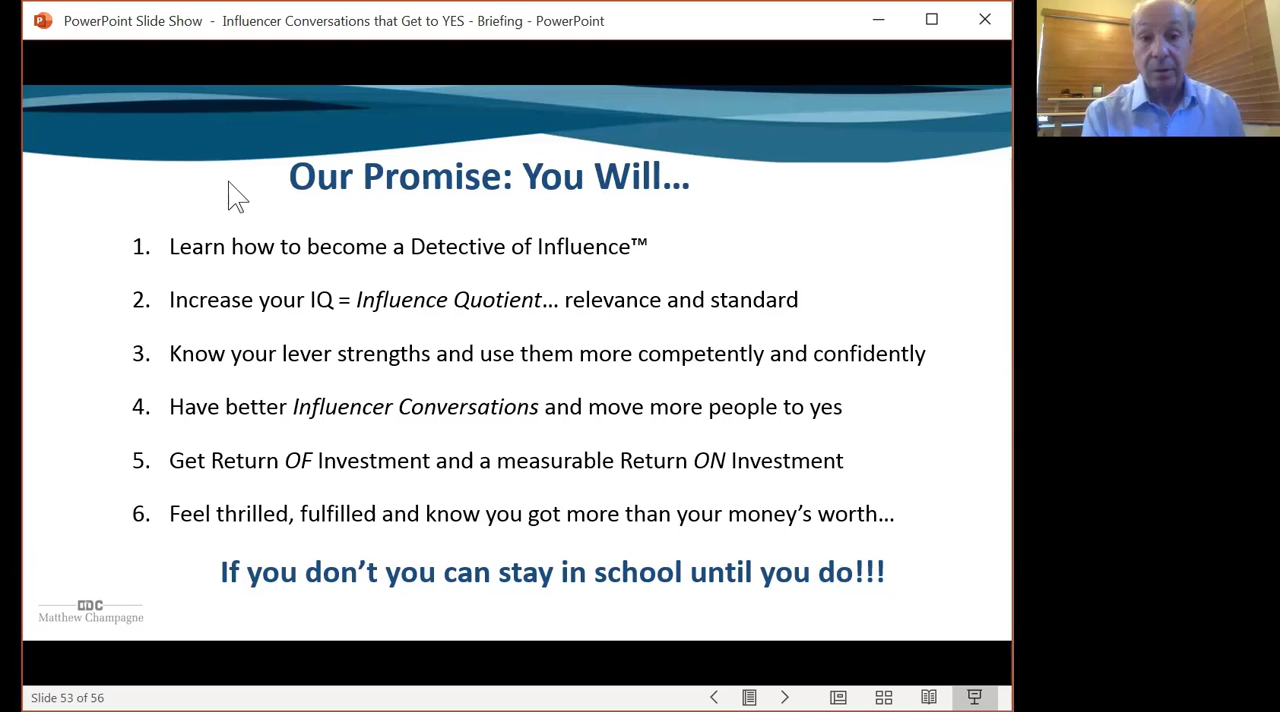 PowerPoint Slide Show - Influencer Conversations that Get to YES - Briefing - PowerPoint
Our Promise: You Will...
1. Learn how to become a Detective of Influence™
2. Increase your IQ = Influence Quotient... relevance and standard
3. Know your lever strengths and use them more competently and confidently
4. Have better Influencer Conversations and move more people to yes
5. Get Return OF Investment and a measurable Return ON Investment
6. Feel thrilled, fulfilled and know you got more than your money’s worth...
If you don’t you can stay in school until you do!!!
Matthew Champagne
Slide 53 of 56